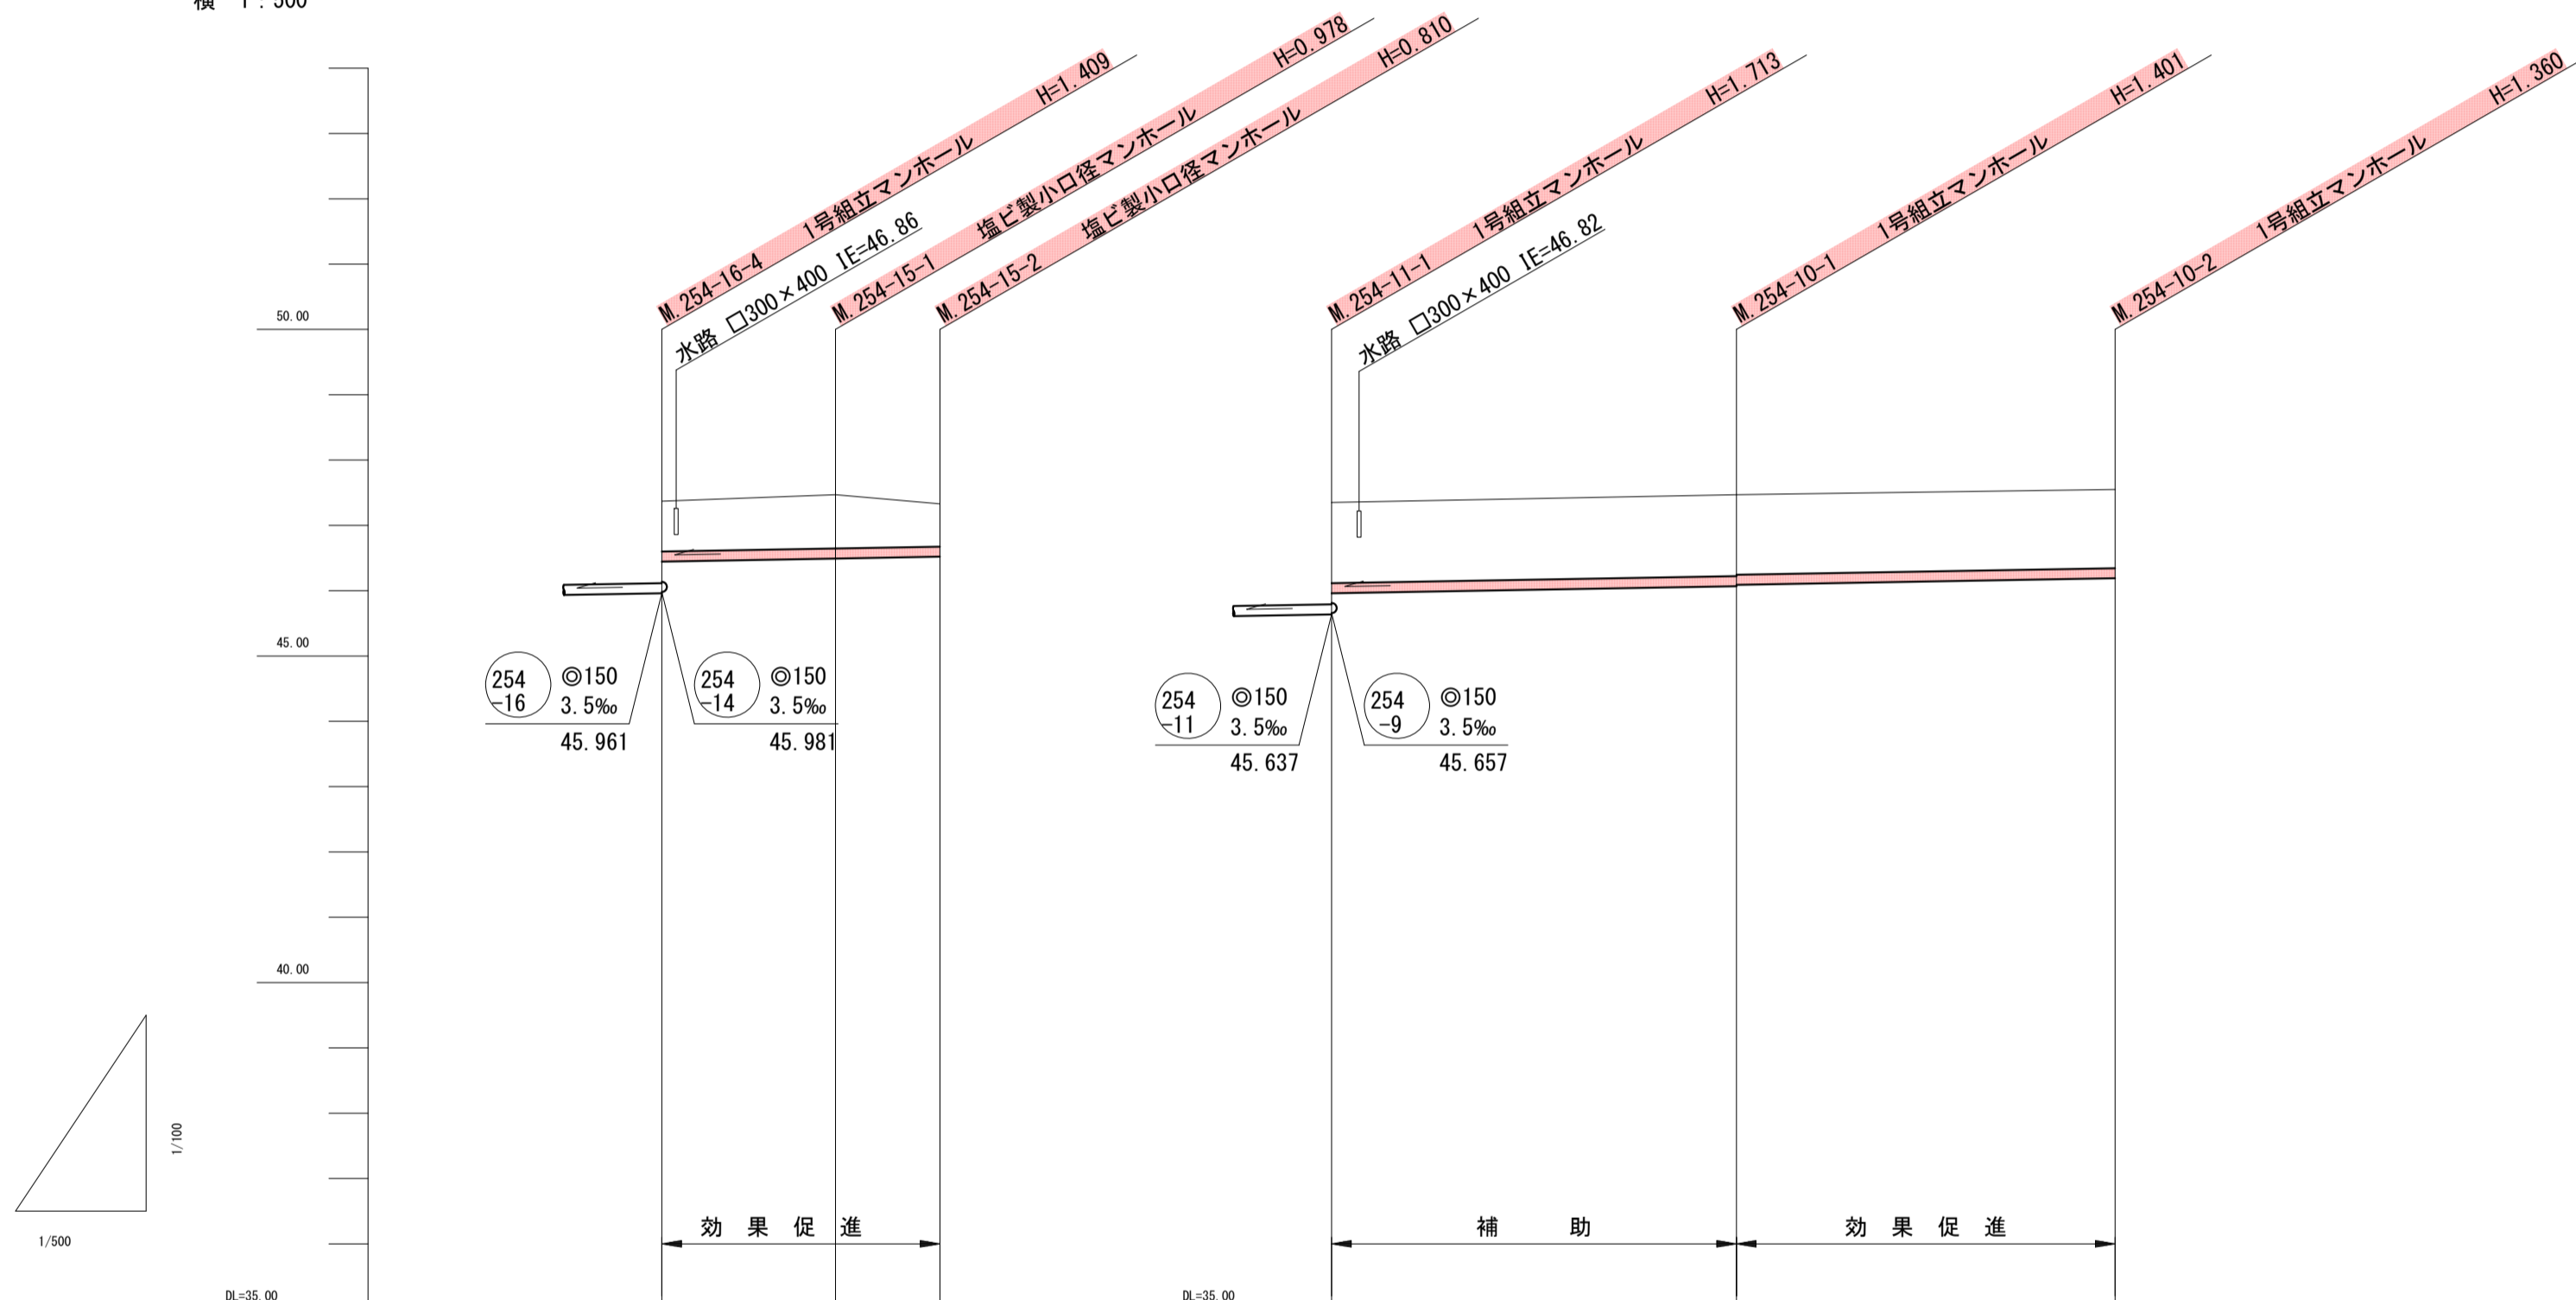 横 1：500
M.254-16-4 1号組立マンホール H=1.409
水路 □300×400 IE=46.86
M.254-15-1 塩ビ製小口径マンホール H=0.978
M.254-15-2 塩ビ製小口径マンホール H=0.810
M.254-11-1 1号組立マンホール H=1.713
水路 □300×400 IE=46.82
M.254-10-1 1号組立マンホール H=1.401
M.254-10-2 1号組立マンホール H=1.360
50.00
45.00
40.00
254
-16
◎150
3.5‰
45.961
254
-14
◎150
3.5‰
45.981
254
-11
◎150
3.5‰
45.637
254
-9
◎150
3.5‰
45.657
1/100
1/500
効果促進
補助
効果促進
DL=35.00
DL=35.00